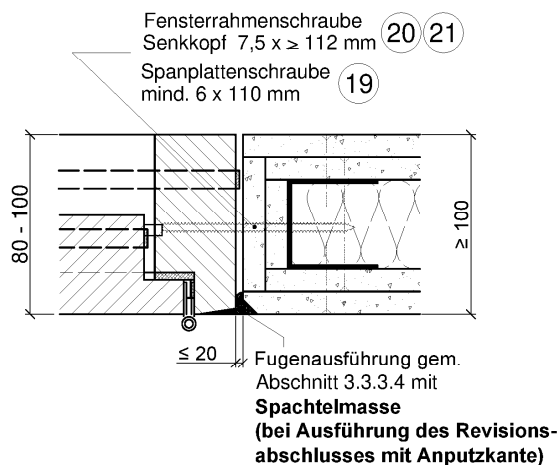 Fensterrahmenschraube
Senkkopf 7,5 x ≥ 112 mm 20 21
Spanplattenschraube
mind. 6 x 110 mm 19
80 - 100
≥ 100
≤ 20
Fugenausführung gem.
Abschnitt 3.3.3.4 mit
Spachtelmasse
(bei Ausführung des Revisions-
abschlusses mit Anputzkante)